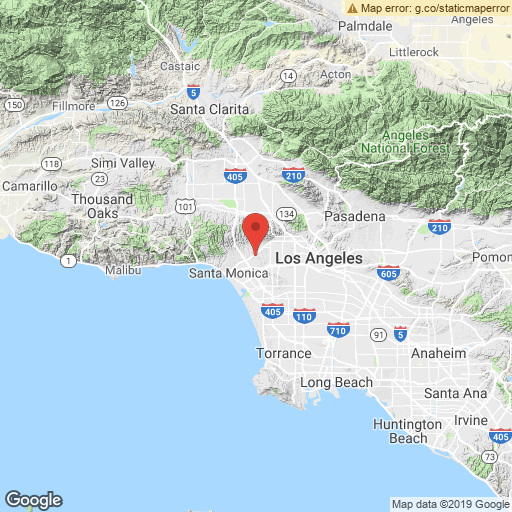 Map error: g.co/staticmaperror
Palmdale
Angeles
Littlerock
Castaic
Acton
14
5
150
Fillmore
126
Santa Clarita
Angeles
National Forest
118
Simi Valley
405
210
Camarillo
23
Thousand
Oaks
101
134
Pasadena
210
1
Malibu
Santa Monica
Los Angeles
605
Pomon
405
110
710
91
5
Torrance
Anaheim
Long Beach
Santa Ana
Huntington
Beach
Irvine
405
73
Google
Map data ©2019 Google